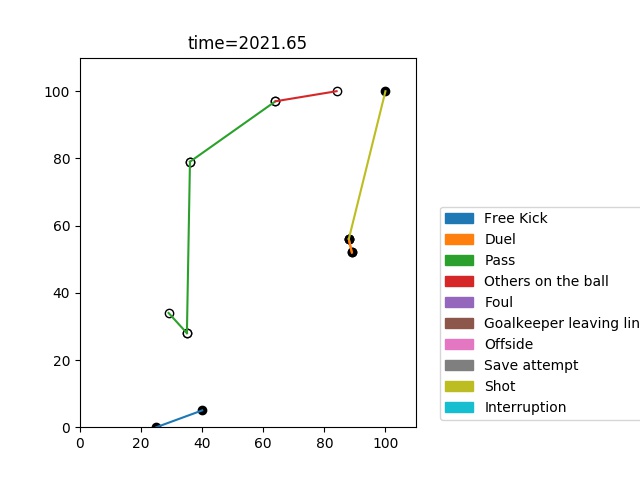 time=2021.65
100
80
60
40
20
0
0 20 40 60 80 100
Free Kick
Duel
Pass
Others on the ball
Foul
Goalkeeper leaving lin
Offside
Save attempt
Shot
Interruption